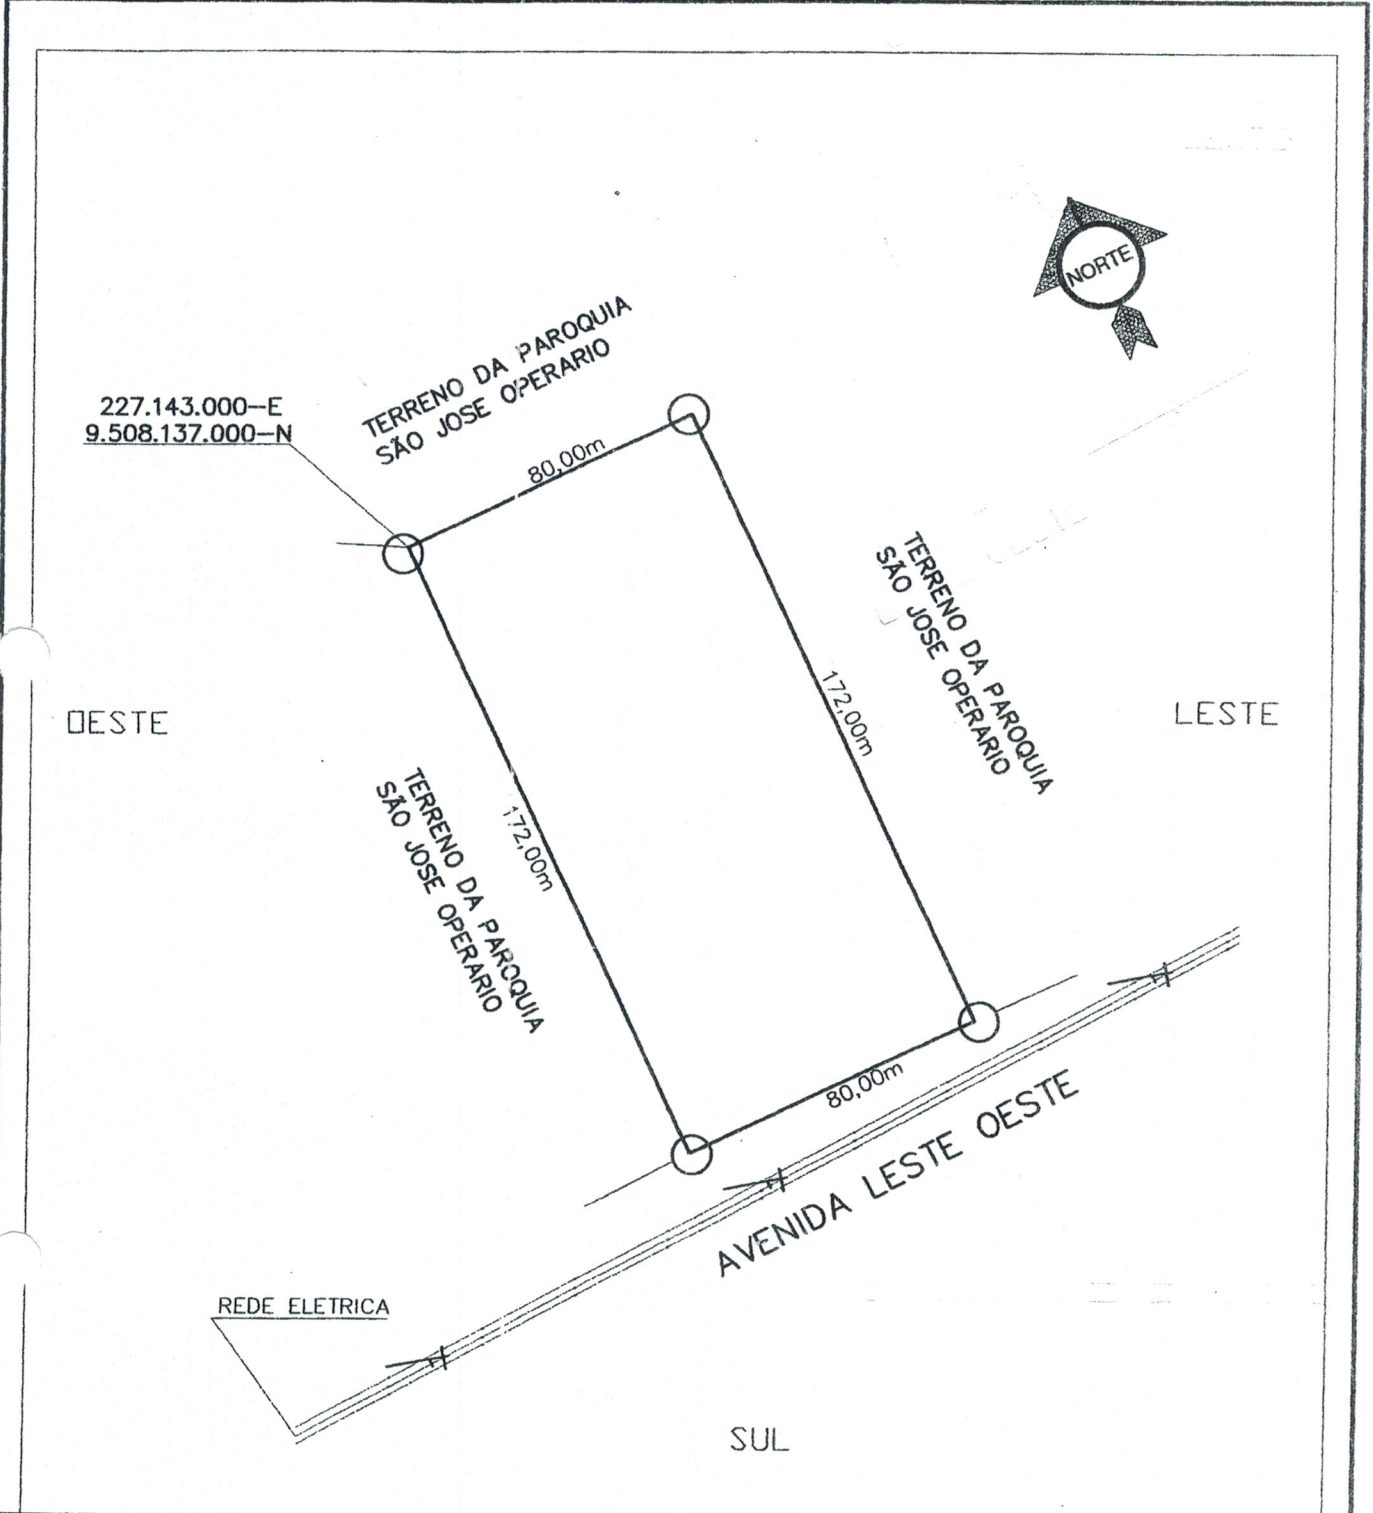 NORTE
TERRENO DA PAROQUIA
SÃO JOSE OPERARIO
227.143.000-E
9.508.137.000-N
80,00m
TERRENO DA PAROQUIA
SÃO JOSE OPERARIO
172,00m
OESTE
LESTE
TERRENO DA PAROQUIA
SÃO JOSE OPERARIO
172,00m
80,00m
AVENIDA LESTE OESTE
REDE ELETRICA
SUL